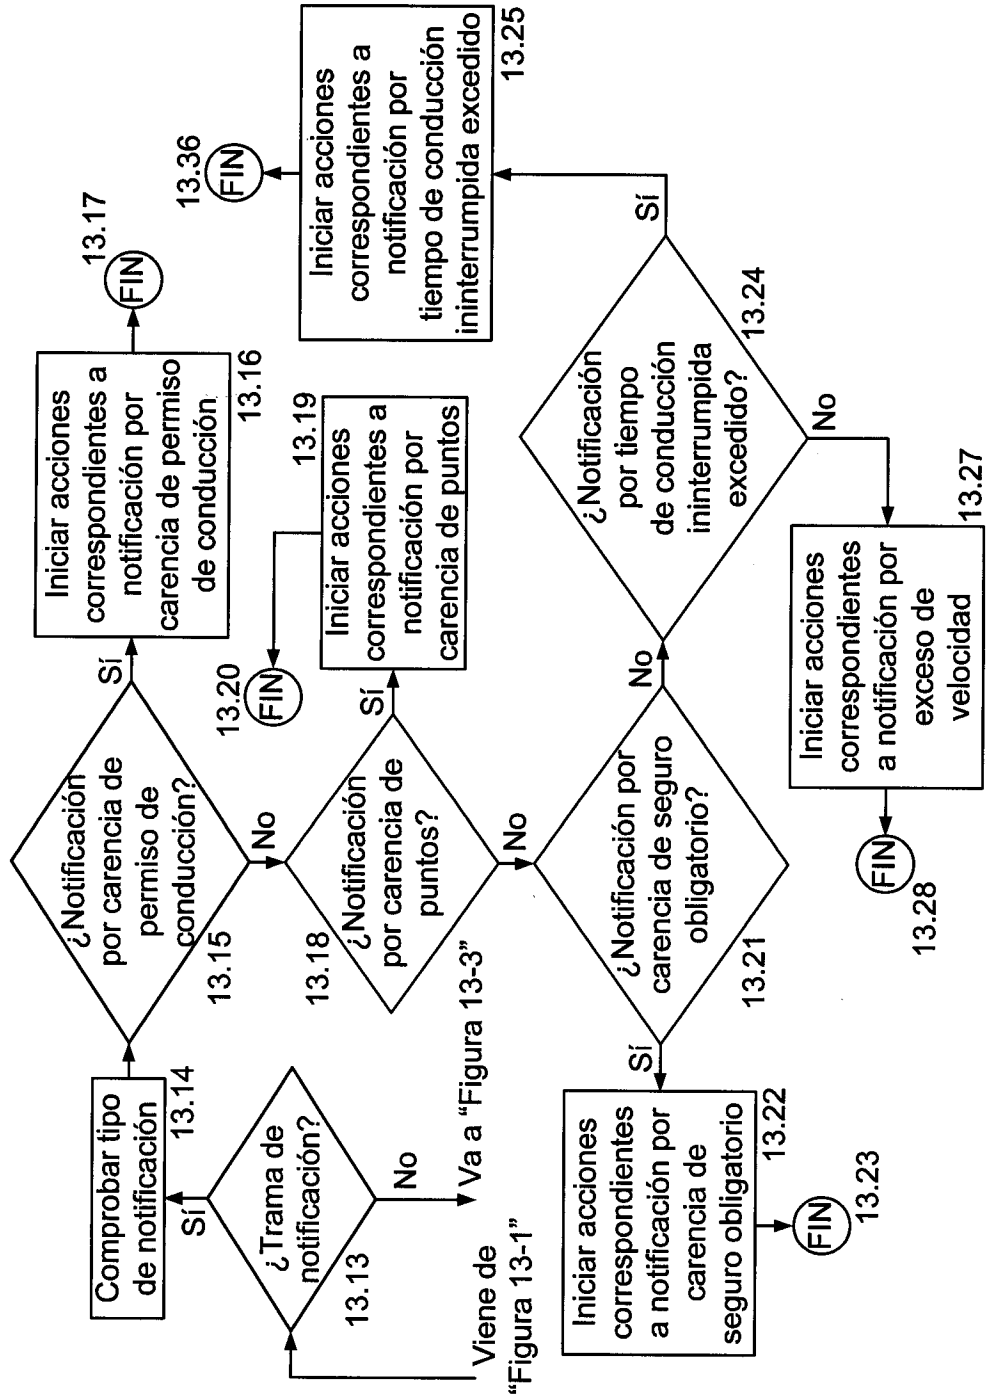 Comprobar tipo
de notificación
13.14
¿Notificación
por carencia de
permiso de
conducción?
13.15
Sí
Iniciar acciones
correspondientes a
notificación por
carencia de permiso
de conducción
13.16
13.17
FIN
Sí
¿Trama de
notificación?
13.13
No
Va a “Figura 13-3”
Viene de
“Figura 13-1”
No
¿Notificación
por carencia de
puntos?
13.18
Sí
Iniciar acciones
correspondientes a
notificación por
carencia de puntos
13.19
13.20
FIN
No
¿Notificación por
carencia de seguro
obligatorio?
13.21
Sí
Iniciar acciones
correspondientes
a notificación por
carencia de
seguro obligatorio
13.22
FIN
13.23
No
¿Notificación
por tiempo
de conducción
ininterrumpida
excedido?
13.24
Sí
Iniciar acciones
correspondientes a
notificación por
tiempo de conducción
ininterrumpida excedido
13.25
13.36
FIN
No
Iniciar acciones
correspondientes
a notificación por
exceso de
velocidad
13.27
FIN
13.28